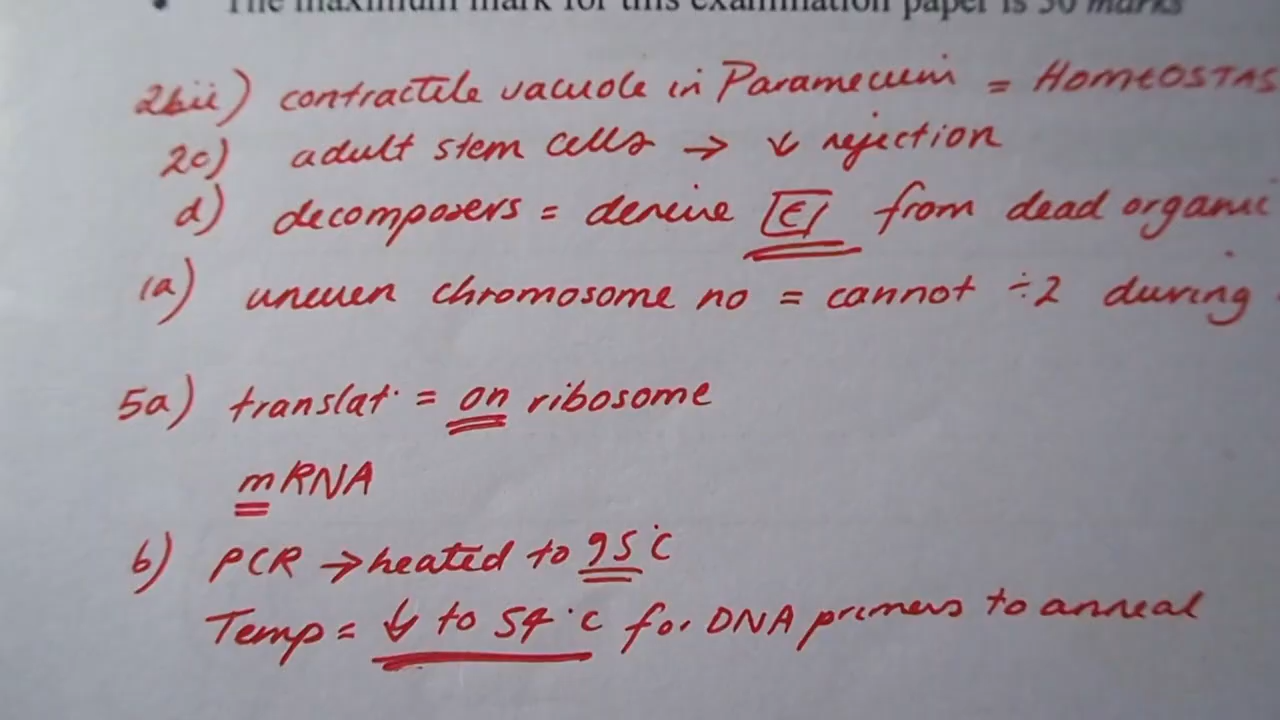 • The maximum mark for this examination paper is 50 marks
2bii) contractile vacuole in Paramecium = HOMEOSTAS
2c) adult stem cells → ↓ rejection
d) decomposers = derive [E] from dead organic
(a) uneven chromosome no = cannot ÷2 during
5a) translat· = on ribosome
mRNA
b) PCR → heated to 95°C
Temp = ↓ to 54°C for DNA primers to anneal